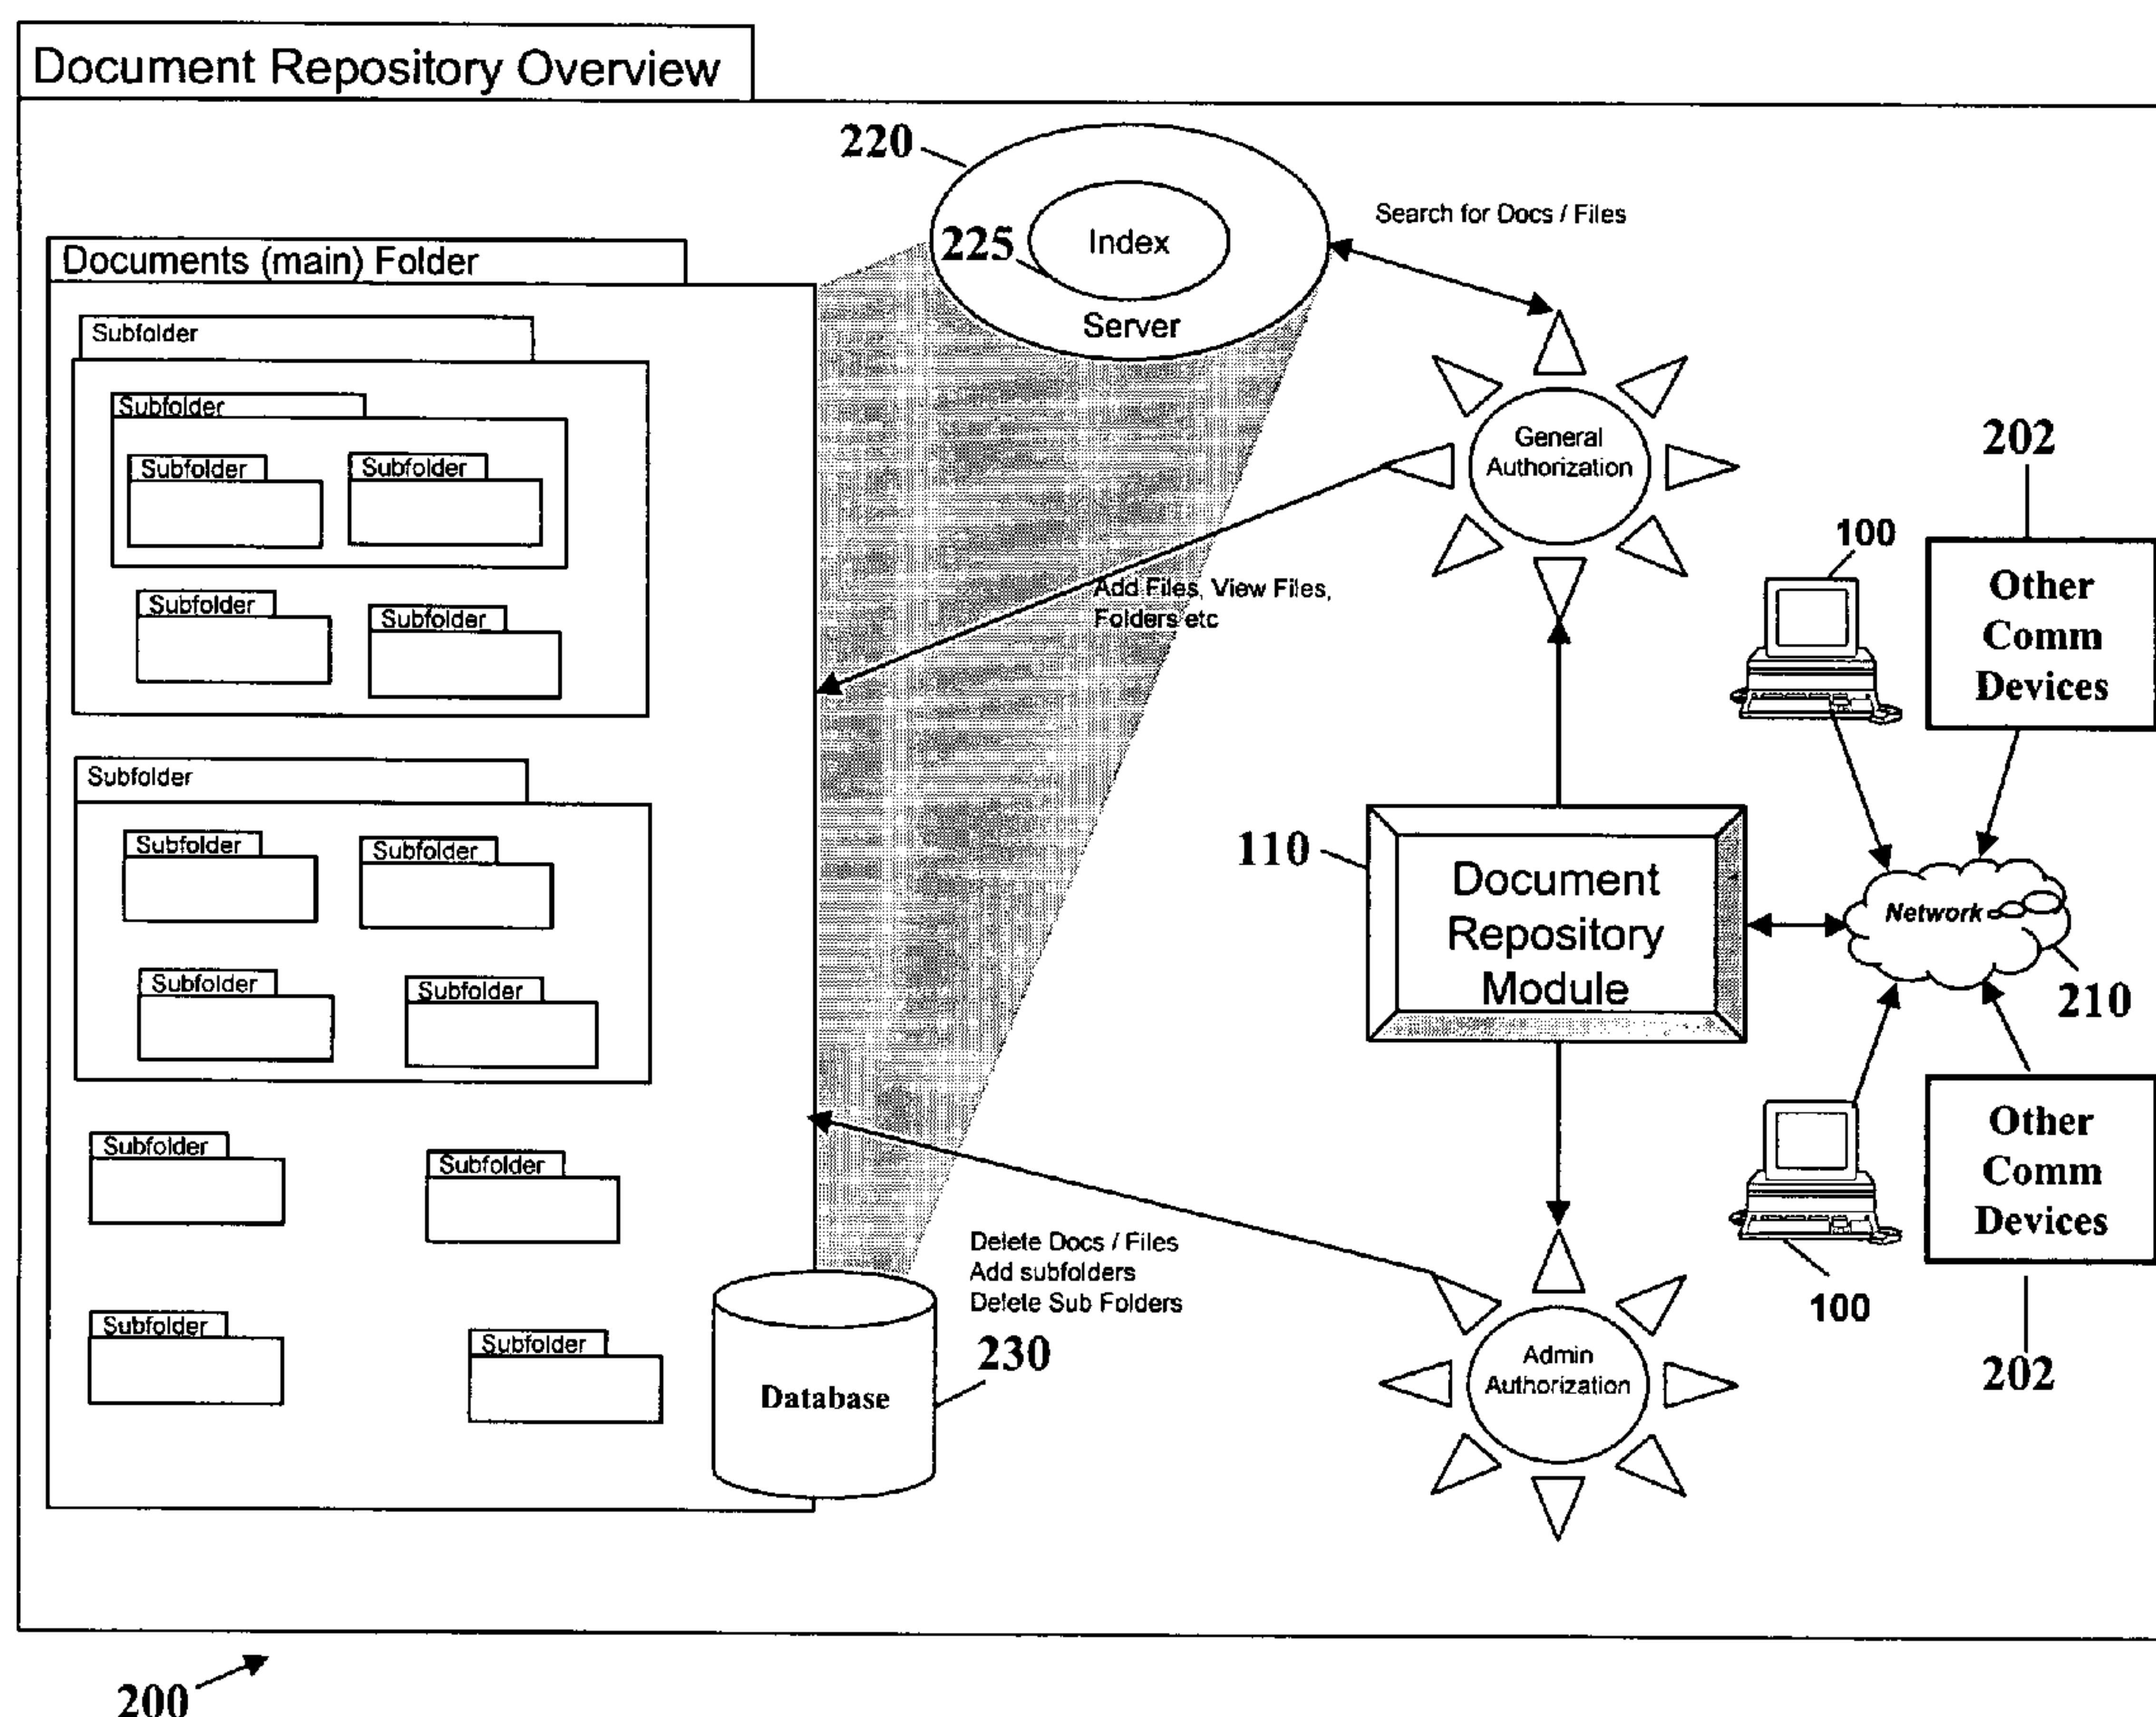 Document Repository Overview
220
225
Index
Server
Search for Docs / Files
Documents (main) Folder
Subfolder
Subfolder
Subfolder
Subfolder
Subfolder
Subfolder
General
Authorization
Add Files, View Files,
Folders etc
202
100
Other
Comm
Devices
Subfolder
Subfolder
Subfolder
Subfolder
Subfolder
110
Document
Repository
Module
Network
210
Subfolder
Subfolder
Subfolder
Subfolder
Delete Docs / Files
Add subfolders
Delete Sub Folders
230
Database
Admin
Authorization
100
Other
Comm
Devices
202
200